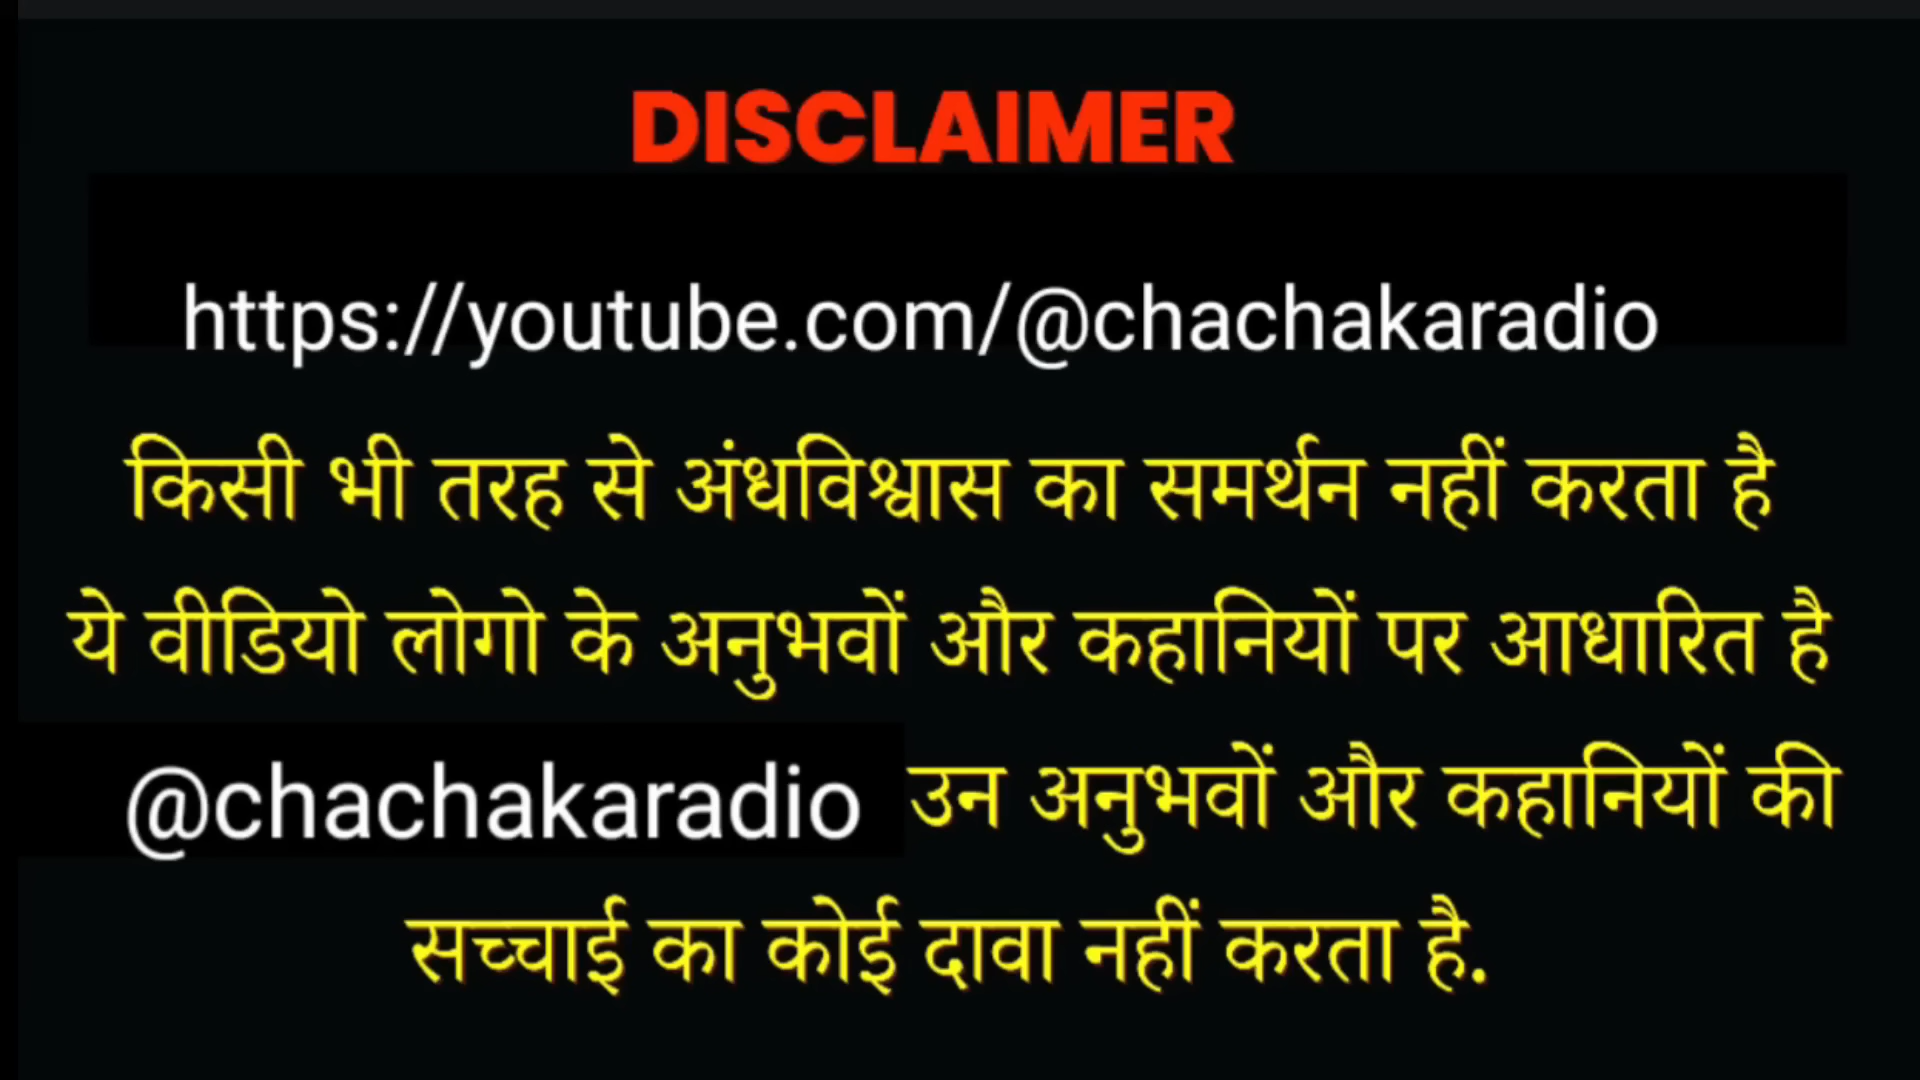 DISCLAIMER
https://youtube.com/@chachakaradio
किसी भी तरह से अंधविश्वास का समर्थन नहीं करता है
ये वीडियो लोगो के अनुभवों और कहानियों पर आधारित है
@chachakaradio उन अनुभवों और कहानियों की
सच्चाई का कोई दावा नहीं करता है.